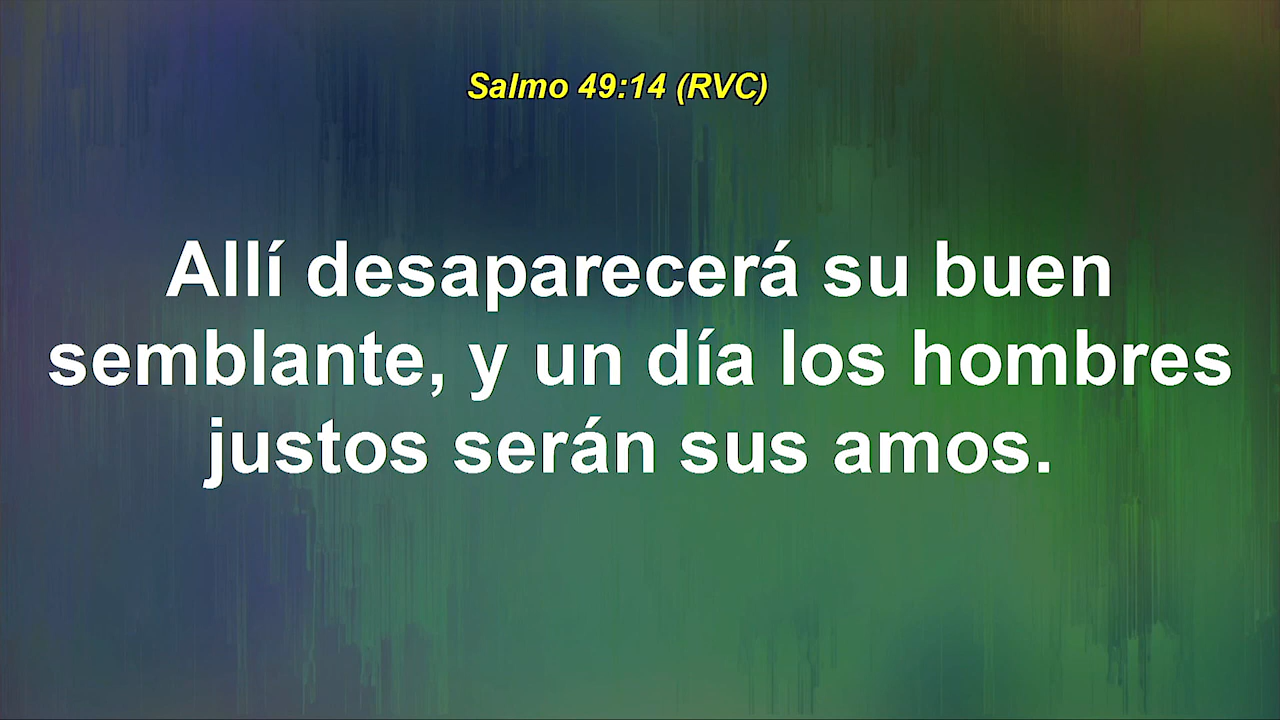 Salmo 49:14 (RVC)
Allí desaparecerá su buen
semblante, y un día los hombres
justos serán sus amos.